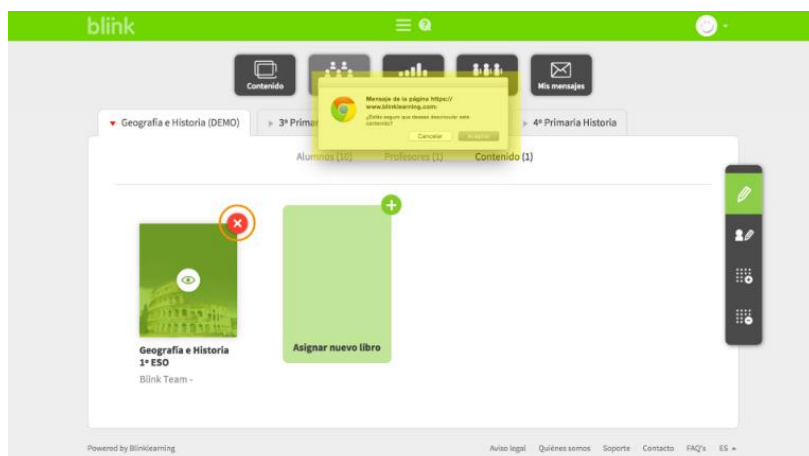 blink
Contenido
Mis mensajes
Mensaje de la página https://
www.blinklearning.com:
¿Estás seguro que deseas desvincular este
contenido?
Cancelar
Aceptar
Geografía e Historia (DEMO)
3ª Primar
4º Primaria Historia
Alumnos (10)
Profesores (1)
Contenido (1)
Geografía e Historia
1º ESO
Blink Team -
Asignar nuevo libro
Powered by Blinklearning
Aviso legal
Quiénes somos
Soporte
Contacto
FAQ's
ES